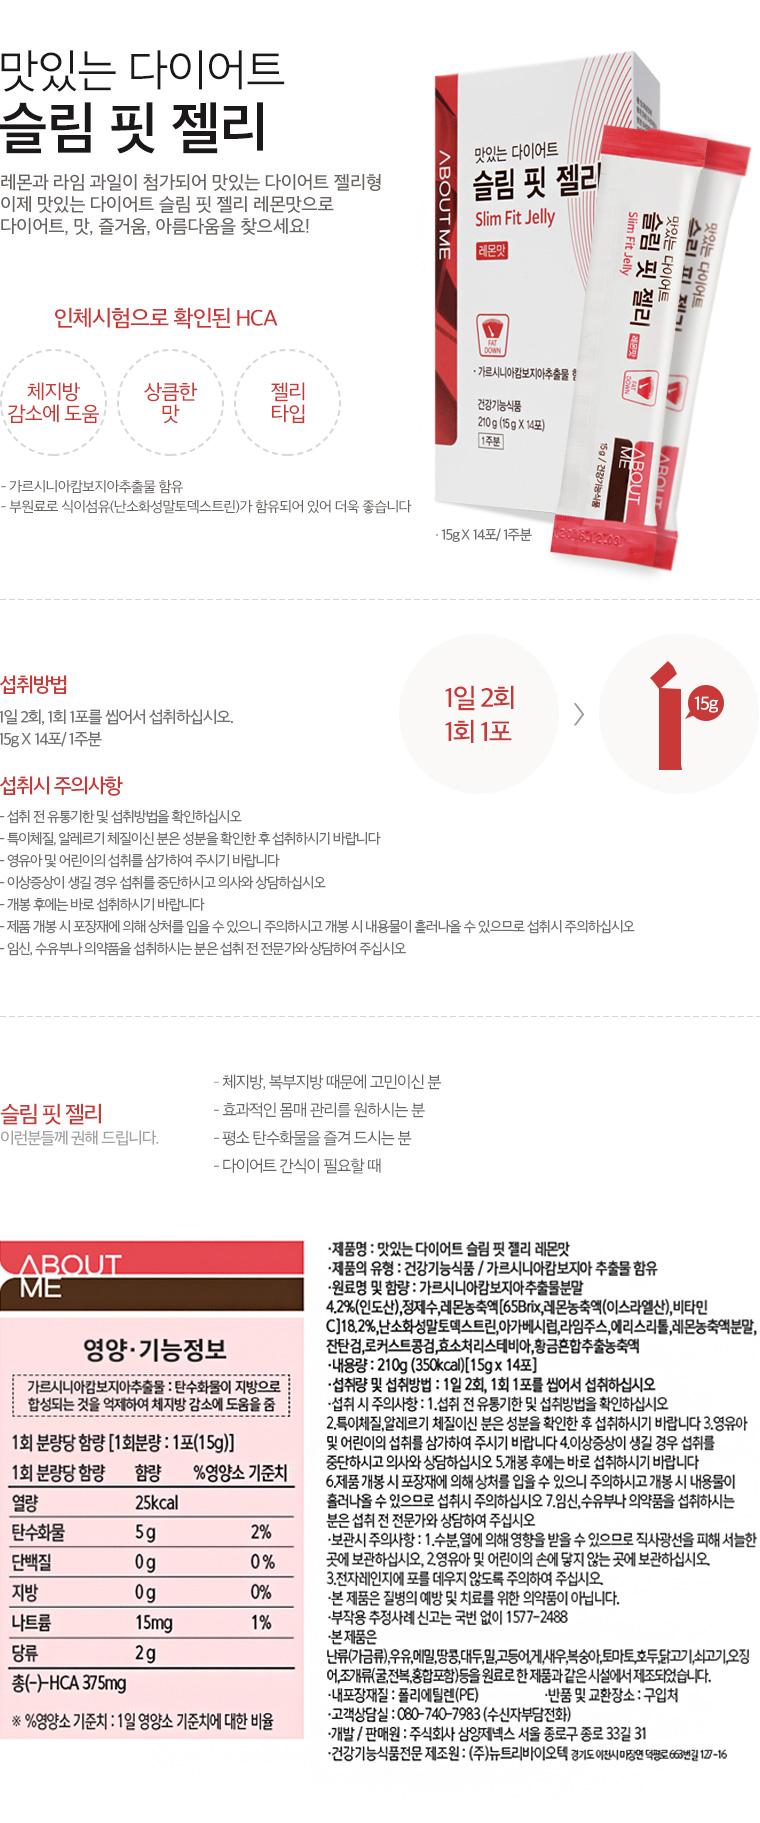 맛있는 다이어트
슬림 핏 젤리
레몬과 라임 과일이 첨가되어 맛있는 다이어트 젤리형
이제 맛있는 다이어트 슬림 핏 젤리 레몬맛으로
다이어트, 맛, 즐거움, 아름다움을 찾으세요!
인체시험으로 확인된 HCA
체지방
감소에 도움
상큼한
맛
젤리
타입
- 가르시니아캄보지아추출물 함유
- 부원료로 식이섬유(난소화성말토덱스트린)가 함유되어 있어 더욱 좋습니다
ABOUT ME
맛있는 다이어트
슬림 핏 젤리
Slim Fit Jelly
레몬맛
FAT
DOWN
· 가르시니아캄보지아추출물 함
건강기능식품
210 g (15 g X 14포)
1주분
맛있는 다이어트
슬림 핏 젤리
Slim Fit Jelly
레몬맛
FAT
DOWN
15g / 건강기능식품
ABOUT
ME
맛있는 다이어트
슬림 핏 젤리
ABOUT
· 15g X 14포/ 1주분
섭취방법
1일 2회, 1회 1포를 씹어서 섭취하십시오.
15g X 14포/ 1주분
1일 2회
1회 1포
15g
섭취시 주의사항
- 섭취 전 유통기한 및 섭취방법을 확인하십시오
- 특이체질, 알레르기 체질이신 분은 성분을 확인한 후 섭취하시기 바랍니다
- 영유아 및 어린이의 섭취를 삼가하여 주시기 바랍니다
- 이상증상이 생길 경우 섭취를 중단하시고 의사와 상담하십시오
- 개봉 후에는 바로 섭취하시기 바랍니다
- 제품 개봉 시 포장재에 의해 상처를 입을 수 있으니 주의하시고 개봉 시 내용물이 흘러나올 수 있으므로 섭취시 주의하십시오
- 임신, 수유부나 의약품을 섭취하시는 분은 섭취 전 전문가와 상담하여 주십시오
슬림 핏 젤리
이런분들께 권해 드립니다.
- 체지방, 복부지방 때문에 고민이신 분
- 효과적인 몸매 관리를 원하시는 분
- 평소 탄수화물을 즐겨 드시는 분
- 다이어트 간식이 필요할 때
ABOUT
ME
영양·기능정보
가르시니아캄보지아추출물 : 탄수화물이 지방으로
합성되는 것을 억제하여 체지방 감소에 도움을 줌
1회 분량당 함량 [1회분량 : 1포(15g)]
1회 분량당 함량 함량 %영양소 기준치
열량 25kcal
탄수화물 5 g 2%
단백질 0 g 0 %
지방 0 g 0%
나트륨 15mg 1%
당류 2 g
총(-)-HCA 375mg
※ %영양소 기준치 : 1일 영양소 기준치에 대한 비율
·제품명 : 맛있는 다이어트 슬림 핏 젤리 레몬맛
·제품의 유형 : 건강기능식품 / 가르시니아캄보지아 추출물 함유
·원료명 및 함량 : 가르시니아캄보지아추출물분말
4,2%(인도산),정제수,레몬농축액[65Brix,레몬농축액(이스라엘산),비타민
C]18,2%,난소화성말토덱스트린,아가베시럽,라임주스,에리스리톨,레몬농축액분말,
잔탄검,로커스트콩검,효소처리스테비아,황금혼합추출농축액
·내용량 : 210g (350kcal)[15g x 14포]
·섭취량 및 섭취방법 : 1일 2회, 1회 1포를 씹어서 섭취하십시오
·섭취 시 주의사항 : 1.섭취 전 유통기한 및 섭취방법을 확인하십시오
2,특이체질,알레르기 체질이신 분은 성분을 확인한 후 섭취하시기 바랍니다 3.영유아
및 어린이의 섭취를 삼가하여 주시기 바랍니다 4.이상증상이 생길 경우 섭취를
중단하시고 의사와 상담하십시오 5,개봉 후에는 바로 섭취하시기 바랍니다
6,제품 개봉 시 포장재에 의해 상처를 입을 수 있으니 주의하시고 개봉 시 내용물이
흘러나올 수 있으므로 섭취시 주의하십시오 7.임신,수유부나 의약품을 섭취하시는
분은 섭취 전 전문가와 상담하여 주십시오
·보관시 주의사항 : 1.수분,열에 의해 영향을 받을 수 있으므로 직사광선을 피해 서늘한
곳에 보관하십시오, 2.영유아 및 어린이의 손에 닿지 않는 곳에 보관하십시오.
3.전자레인지에 포를 데우지 않도록 주의하여 주십시오.
·본 제품은 질병의 예방 및 치료를 위한 의약품이 아닙니다.
·부작용 추정사례 신고는 국번 없이 1577-2488
·본 제품은
난류(가금류),우유,메밀,땅콩,대두,밀,고등어,게,새우,복숭아,토마토,호두,닭고기,쇠고기,오징
어,조개류(굴,전복,홍합포함)등을 원료로 한 제품과 같은 시설에서 제조되었습니다.
·내포장재질 : 폴리에틸렌(PE) ·반품 및 교환장소 : 구입처
·고객상담실 : 080-740-7983 (수신자부담전화)
·개발 / 판매원 : 주식회사 삼양제넥스 서울 종로구 종로 33길 31
·건강기능식품전문 제조원 : (주)뉴트리바이오텍 경기도 이천시 마장면 덕평로 663번길 127-16